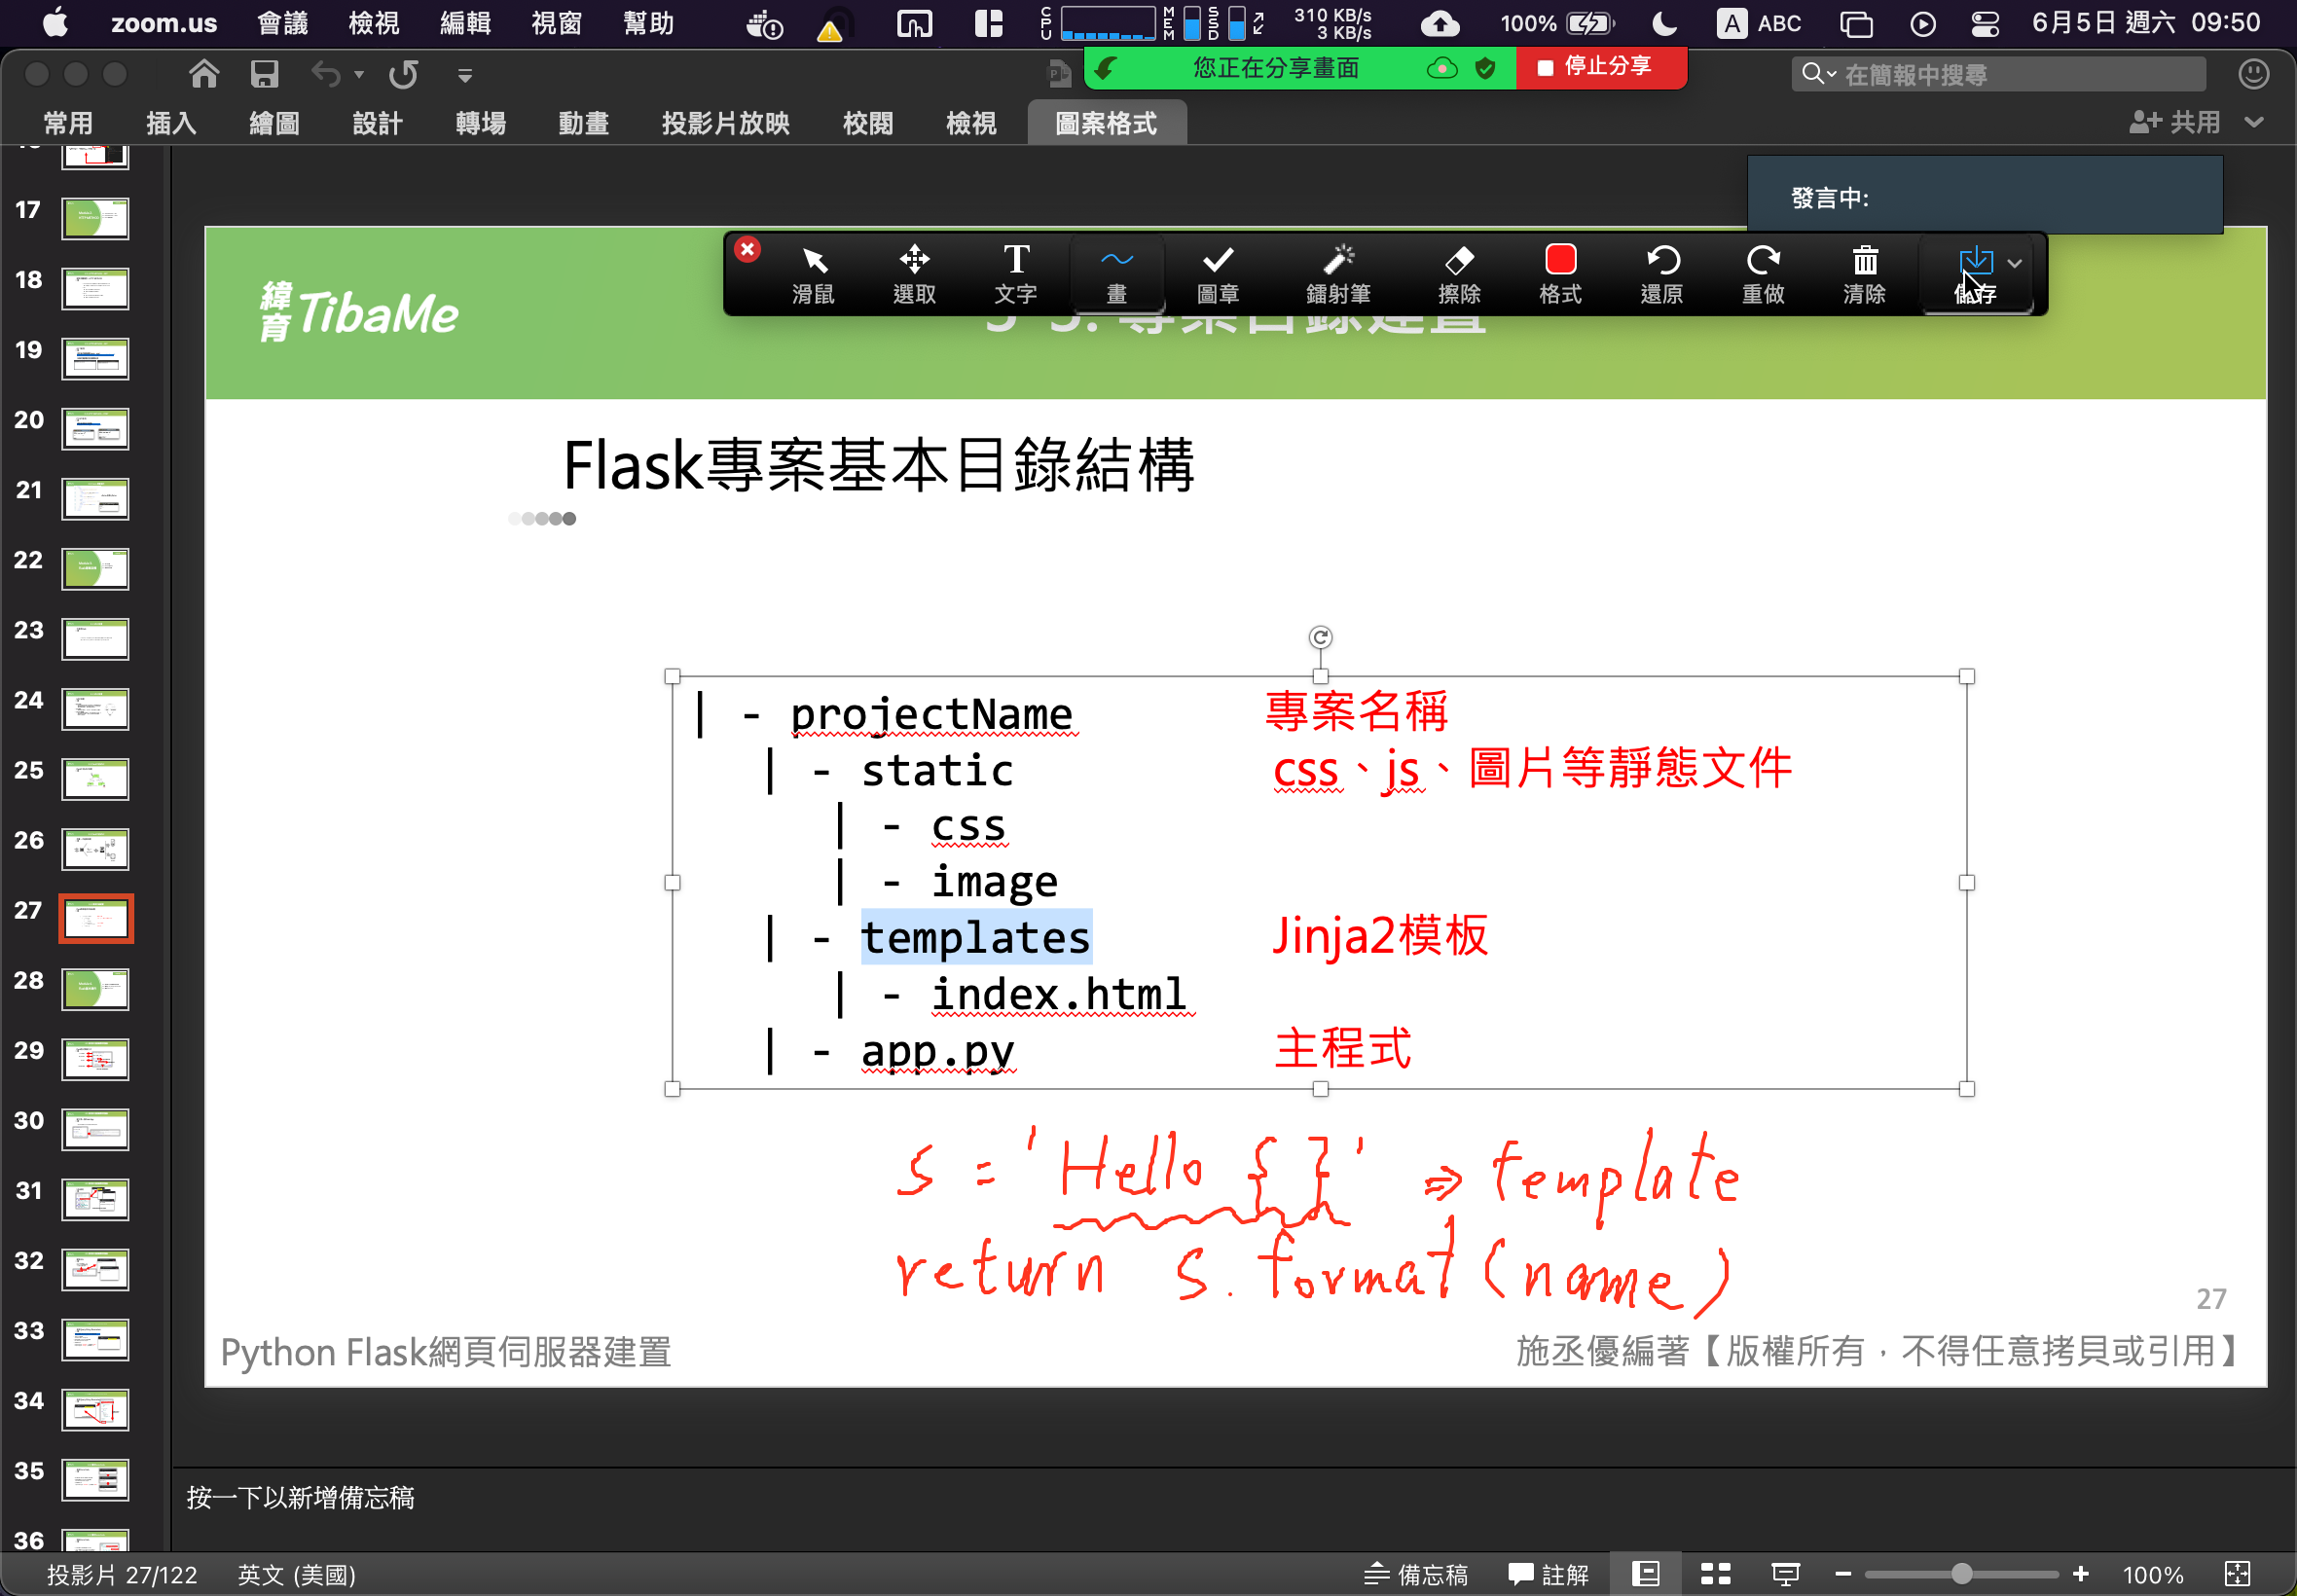 zoom.us 會議 檢視 編輯 視窗 幫助 CPU MEM SSD 310 KB/s 3 KB/s 100% A ABC 6月5日 週六 09:50
您正在分享畫面 停止分享
在簡報中搜尋
常用 插入 繪圖 設計 轉場 動畫 投影片放映 校閱 檢視 圖案格式 共用
發言中:
滑鼠 選取 文字 畫 圖章 鐳射筆 擦除 格式 還原 重做 清除 儲存
緯育 TibaMe
3-3. 專案目錄建置
Flask專案基本目錄結構
| - projectName 專案名稱
| - static css、js、圖片等靜態文件
| - css
| - image
| - templates Jinja2模板
| - index.html
| - app.py 主程式
s = 'Hello { }' ⇒ template
return s.format(name)
27
Python Flask網頁伺服器建置
施丞優編著【版權所有，不得任意拷貝或引用】
17
18
19
20
21
22
23
24
25
26
27
28
29
30
31
32
33
34
35
36
按一下以新增備忘稿
投影片 27/122 英文 (美國) 備忘稿 註解 100%